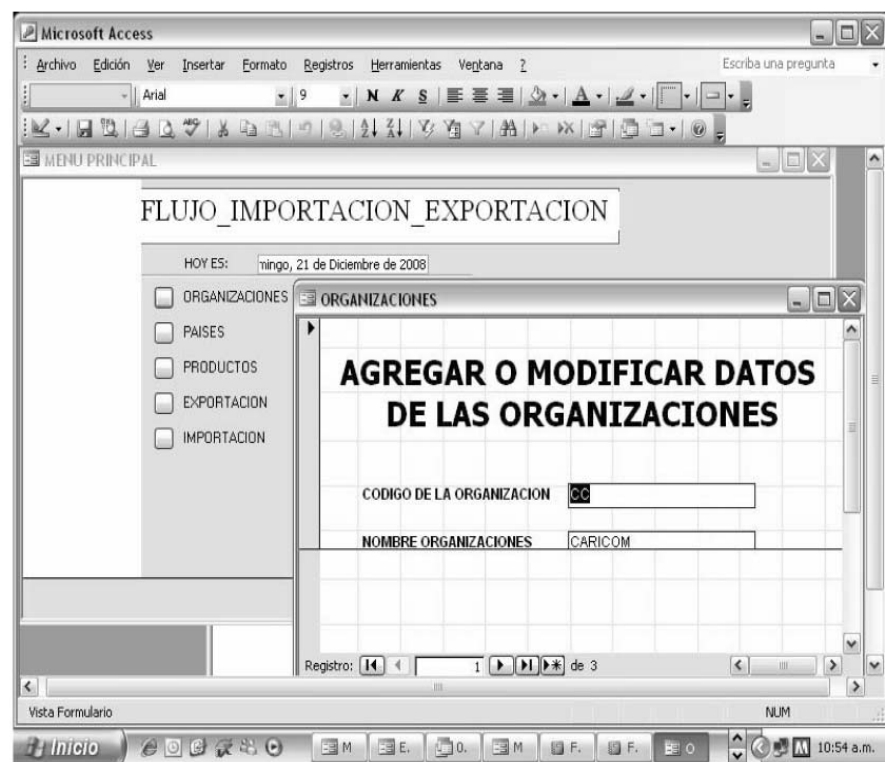 Microsoft Access
Archivo Edición Ver Insertar Formato Registros Herramientas Ventana ? Escriba una pregunta
Arial 9 N K S
MENU PRINCIPAL
FLUJO_IMPORTACION_EXPORTACION
HOY ES: mingo, 21 de Diciembre de 2008
ORGANIZACIONES
PAISES
PRODUCTOS
EXPORTACION
IMPORTACION
ORGANIZACIONES
AGREGAR O MODIFICAR DATOS
DE LAS ORGANIZACIONES
CODIGO DE LA ORGANIZACION CC
NOMBRE ORGANIZACIONES CARICOM
Registro: 1 de 3
Vista Formulario NUM
Inicio M E. O. M F. F. O 10:54 a.m.